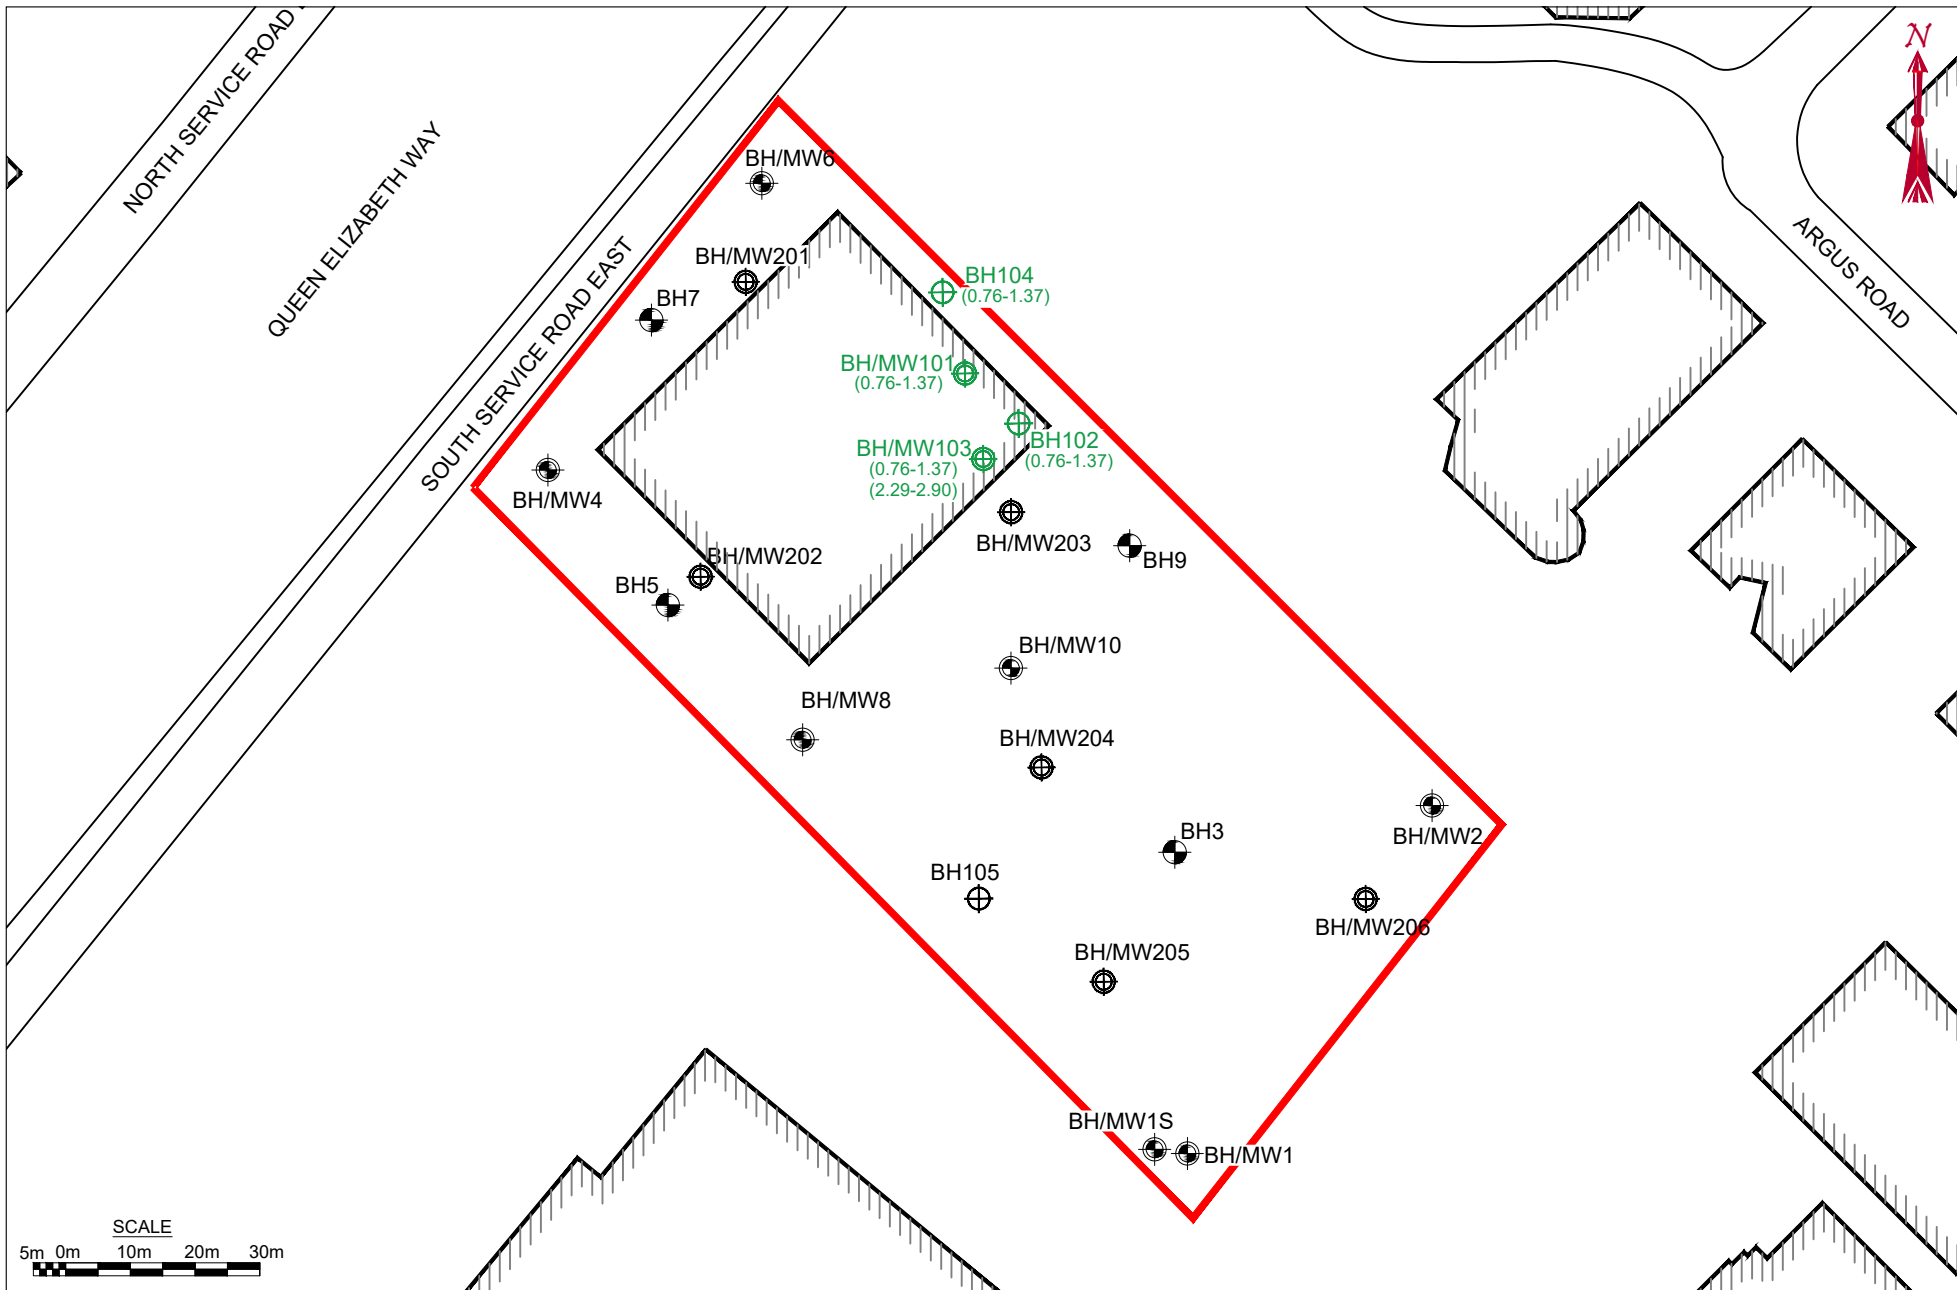 NORTH SERVICE ROAD
QUEEN ELIZABETH WAY
SOUTH SERVICE ROAD EAST
ARGUS ROAD
N
BH/MW6
BH/MW201
BH7
BH104
(0.76-1.37)
BH/MW101
(0.76-1.37)
BH102
(0.76-1.37)
BH/MW103
(0.76-1.37)
(2.29-2.90)
BH/MW4
BH/MW203
BH9
BH/MW202
BH5
BH/MW10
BH/MW8
BH/MW204
BH/MW2
BH3
BH105
BH/MW206
BH/MW205
BH/MW1S
BH/MW1
SCALE
5m 0m 10m 20m 30m